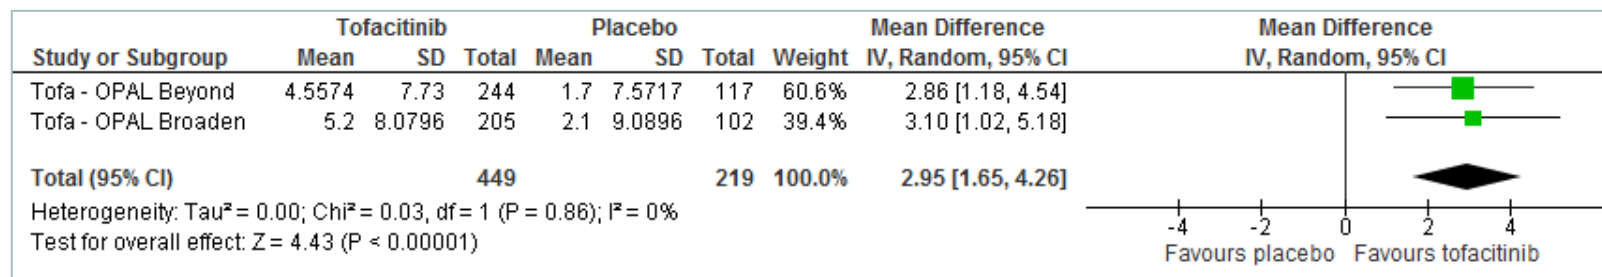 Tofacitinib Placebo Mean Difference Mean Difference
Study or Subgroup Mean SD Total Mean SD Total Weight IV, Random, 95% CI IV, Random, 95% CI
Tofa - OPAL Beyond 4.5574 7.73 244 1.7 7.5717 117 60.6% 2.86 [1.18, 4.54]
Tofa - OPAL Broaden 5.2 8.0796 205 2.1 9.0896 102 39.4% 3.10 [1.02, 5.18]
Total (95% CI) 449 219 100.0% 2.95 [1.65, 4.26]
Heterogeneity: Tau² = 0.00; Chi² = 0.03, df = 1 (P = 0.86); I² = 0%
Test for overall effect: Z = 4.43 (P < 0.00001)
-4 -2 0 2 4
Favours placebo Favours tofacitinib